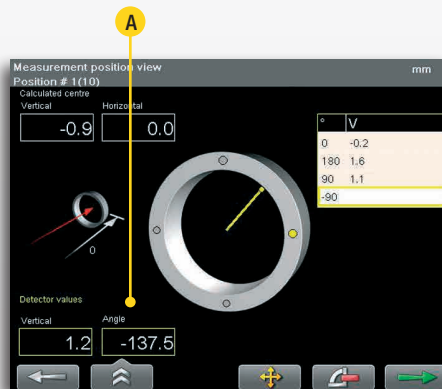 A
Measurement position view
mm
Position # 1(10)
Calculated centre
Vertical Horizontal
-0.9 0.0
° V
0 -0.2
180 1.6
90 1.1
-90
0
Detector values
Vertical Angle
1.2 -137.5